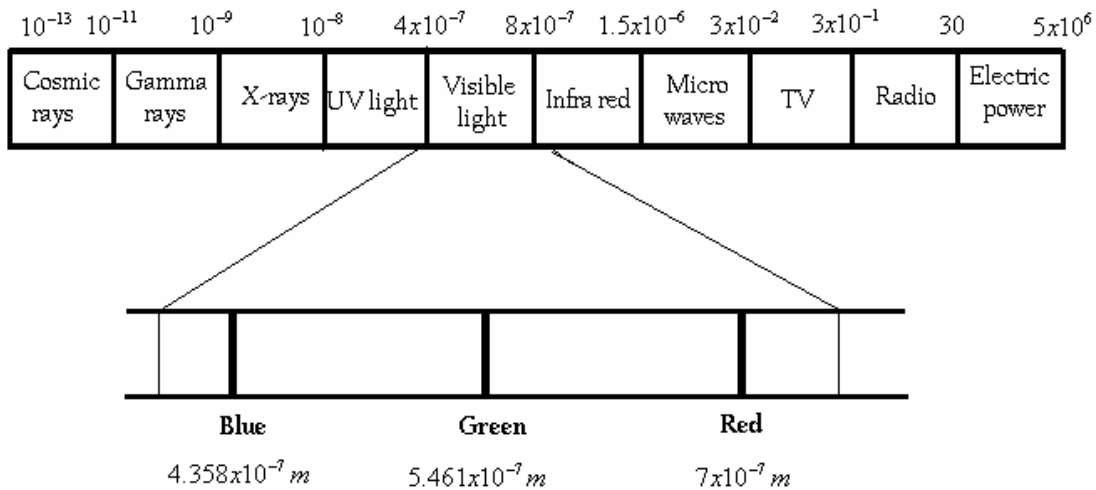 10⁻¹³ 10⁻¹¹ 10⁻⁹ 10⁻⁸ 4x10⁻⁷ 8x10⁻⁷ 1.5x10⁻⁶ 3x10⁻² 3x10⁻¹ 30 5x10⁶
Cosmic rays
Gamma rays
X-rays
UV light
Visible light
Infra red
Micro waves
TV
Radio
Electric power
Blue Green Red
4.358x10⁻⁷ m 5.461x10⁻⁷ m 7x10⁻⁷ m